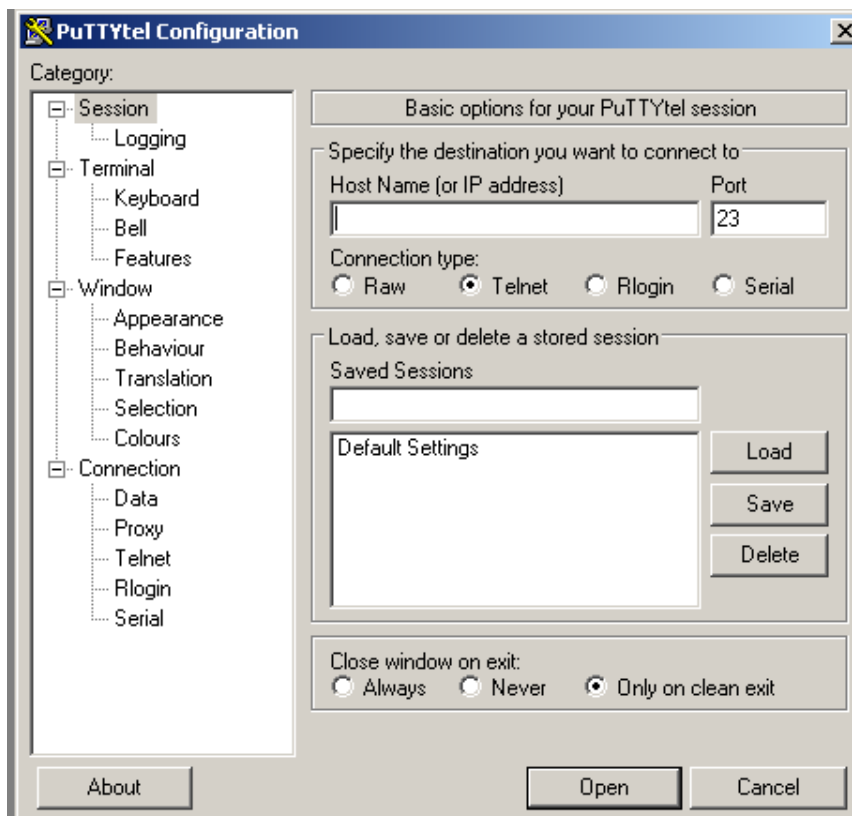 PuTTYtel Configuration
Category:
Session
Logging
Terminal
Keyboard
Bell
Features
Window
Appearance
Behaviour
Translation
Selection
Colours
Connection
Data
Proxy
Telnet
Rlogin
Serial
Basic options for your PuTTYtel session
Specify the destination you want to connect to
Host Name (or IP address) Port
23
Connection type:
Raw Telnet Rlogin Serial
Load, save or delete a stored session
Saved Sessions
Default Settings
Load
Save
Delete
Close window on exit:
Always Never Only on clean exit
About Open Cancel